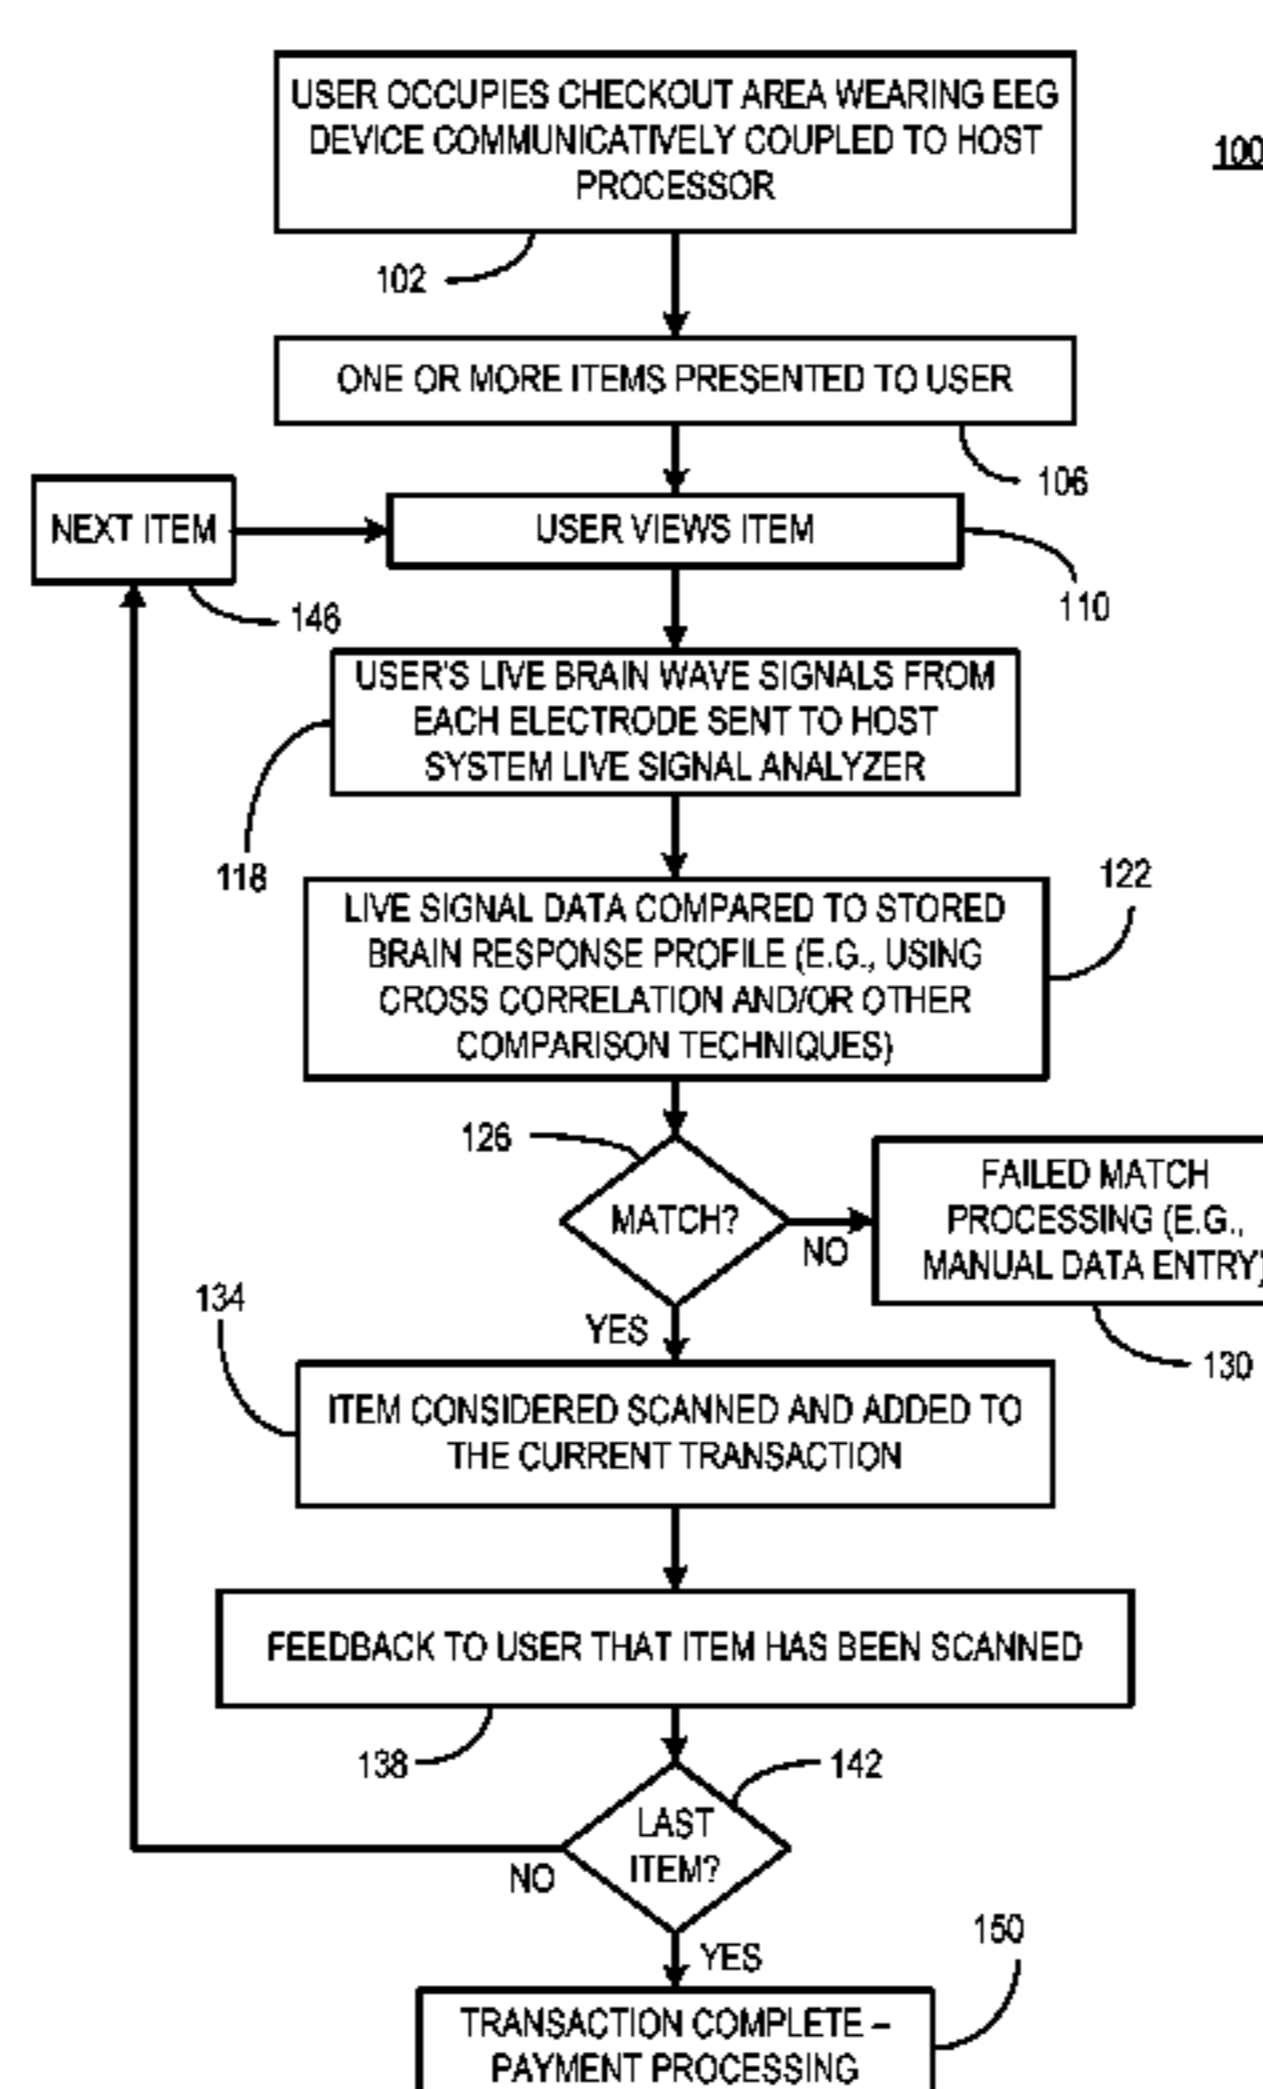 USER OCCUPIES CHECKOUT AREA WEARING EEG
DEVICE COMMUNICATIVELY COUPLED TO HOST
PROCESSOR
100
102
ONE OR MORE ITEMS PRESENTED TO USER
106
NEXT ITEM
USER VIEWS ITEM
110
146
USER'S LIVE BRAIN WAVE SIGNALS FROM
EACH ELECTRODE SENT TO HOST
SYSTEM LIVE SIGNAL ANALYZER
118
122
LIVE SIGNAL DATA COMPARED TO STORED
BRAIN RESPONSE PROFILE (E.G., USING
CROSS CORRELATION AND/OR OTHER
COMPARISON TECHNIQUES)
126
MATCH?
NO
FAILED MATCH
PROCESSING (E.G.,
MANUAL DATA ENTRY)
130
YES
134
ITEM CONSIDERED SCANNED AND ADDED TO
THE CURRENT TRANSACTION
FEEDBACK TO USER THAT ITEM HAS BEEN SCANNED
138
142
LAST
ITEM?
NO
YES
150
TRANSACTION COMPLETE –
PAYMENT PROCESSING